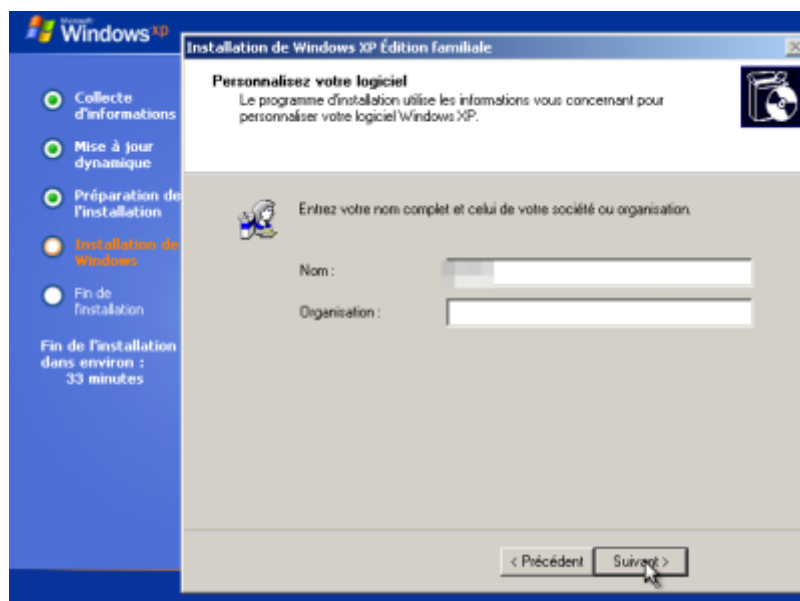 Microsoft
Windows xp
Installation de Windows XP Édition familiale
Personnalisez votre logiciel
Le programme d'installation utilise les informations vous concernant pour
personnaliser votre logiciel Windows XP.
Collecte
d'informations
Mise à jour
dynamique
Préparation de
l'installation
Installation de
Windows
Fin de
l'installation
Fin de l'installation
dans environ :
33 minutes
Entrez votre nom complet et celui de votre société ou organisation.
Nom :
Organisation :
< Précédent
Suivant >